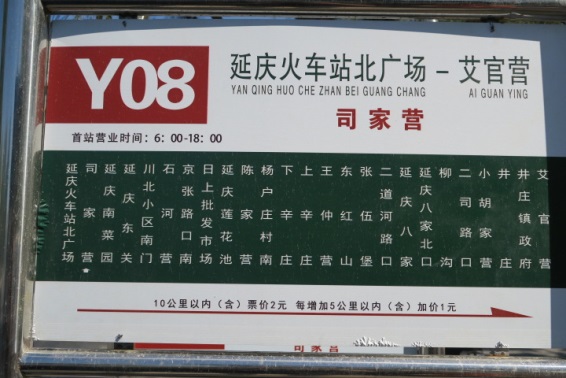 Y08
延庆火车站北广场 – 艾官营
YAN QING HUO CHE ZHAN BEI GUANG CHANG AI GUAN YING
司家营
首站营业时间：6：00-18：00
延庆火车站北广场
司家营
延庆南菜园
延庆东关
川北小区南门
石河营
京张路口南
日上批发市场
延庆莲花池
陈家营
杨户庄村南
下辛庄
上辛庄
王仲营
东红山
张伍堡
二道河路口
延庆八家
延庆八家北口
柳沟
二司路口
小胡家营
井庄
井庄镇政府
艾官营
10公里以内（含）票价2元 每增加5公里以内（含）加价1元
司家营